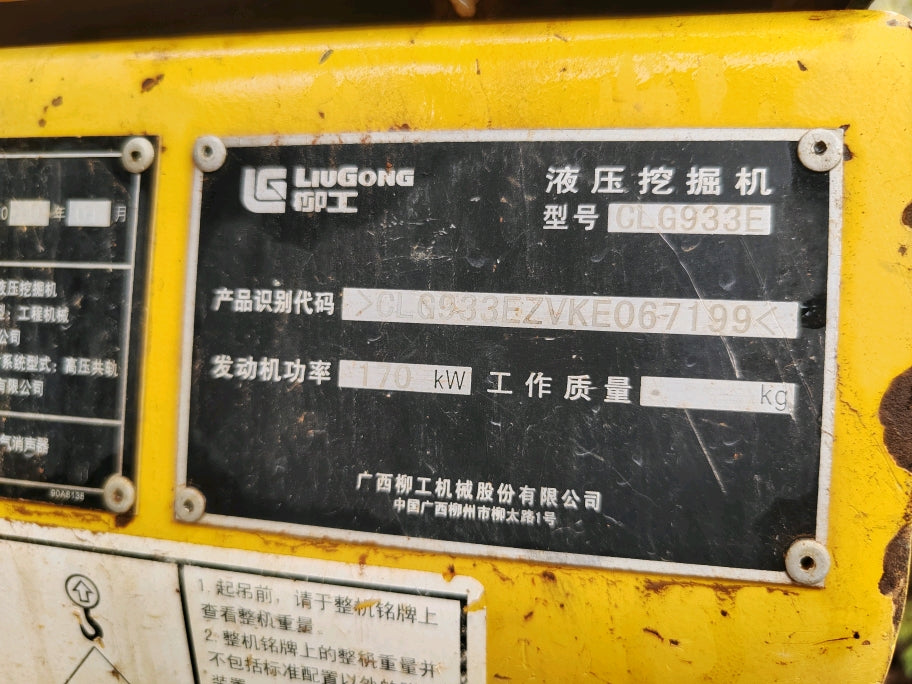 年 月
液压挖掘机
工程机械
公司
系统型式：高压共轨
有限公司
气消声器
90A8138
LG LIUGONG
柳工
液压挖掘机
型号 CLG933E
产品识别代码 >CLG933EZVKE067199<
发动机功率 170 kW 工作质量 kg
广西柳工机械股份有限公司
中国广西柳州市柳太路1号
1. 起吊前，请于整机铭牌上
查看整机重量
2. 整机铭牌上的整机重量并
不包括标准配置以外的